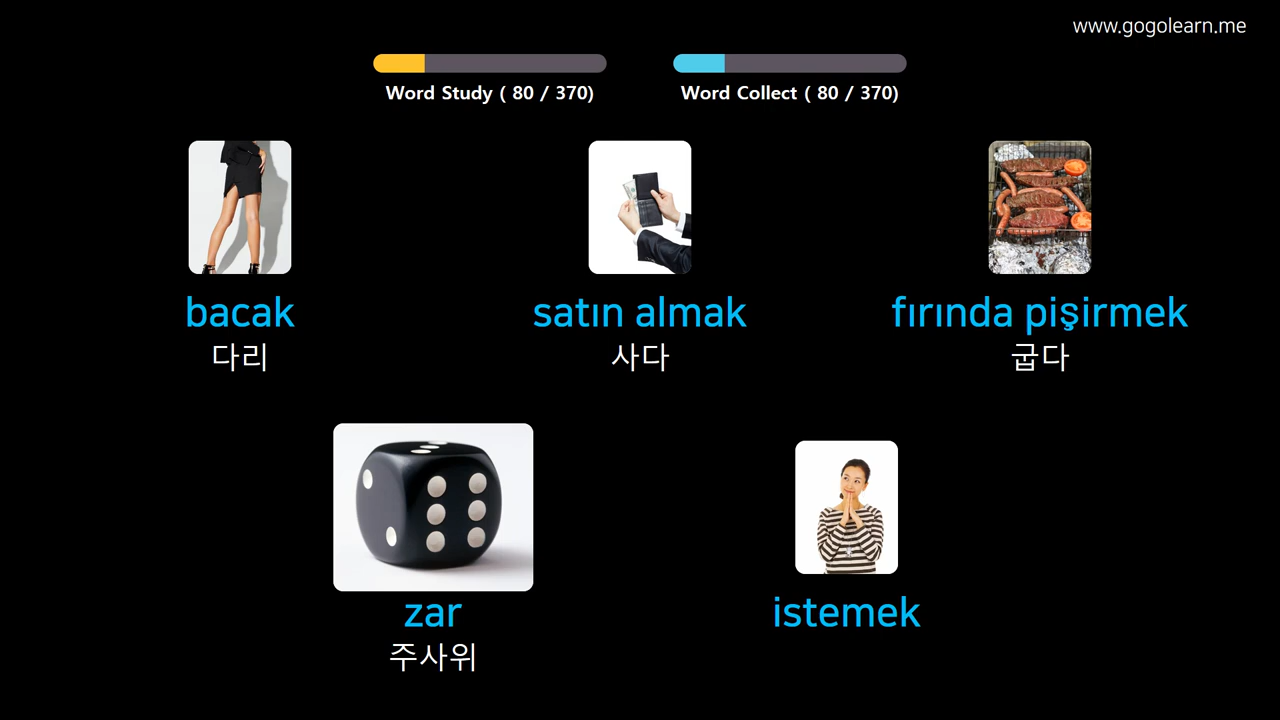 www.gogolearn.me
Word Study ( 80 / 370)
Word Collect ( 80 / 370)
bacak
다리
satın almak
사다
fırında pişirmek
굽다
zar
주사위
istemek